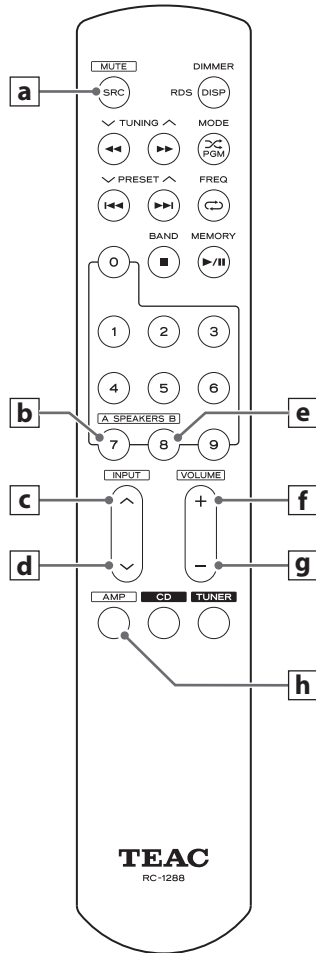 MUTE DIMMER
a SRC RDS DISP
TUNING MODE
PGM
PRESET FREQ
BAND MEMORY
0
1 2 3
4 5 6
b A SPEAKERS B e
7 8 9
INPUT VOLUME
c + f
d − g
AMP CD TUNER
h
TEAC
RC-1288